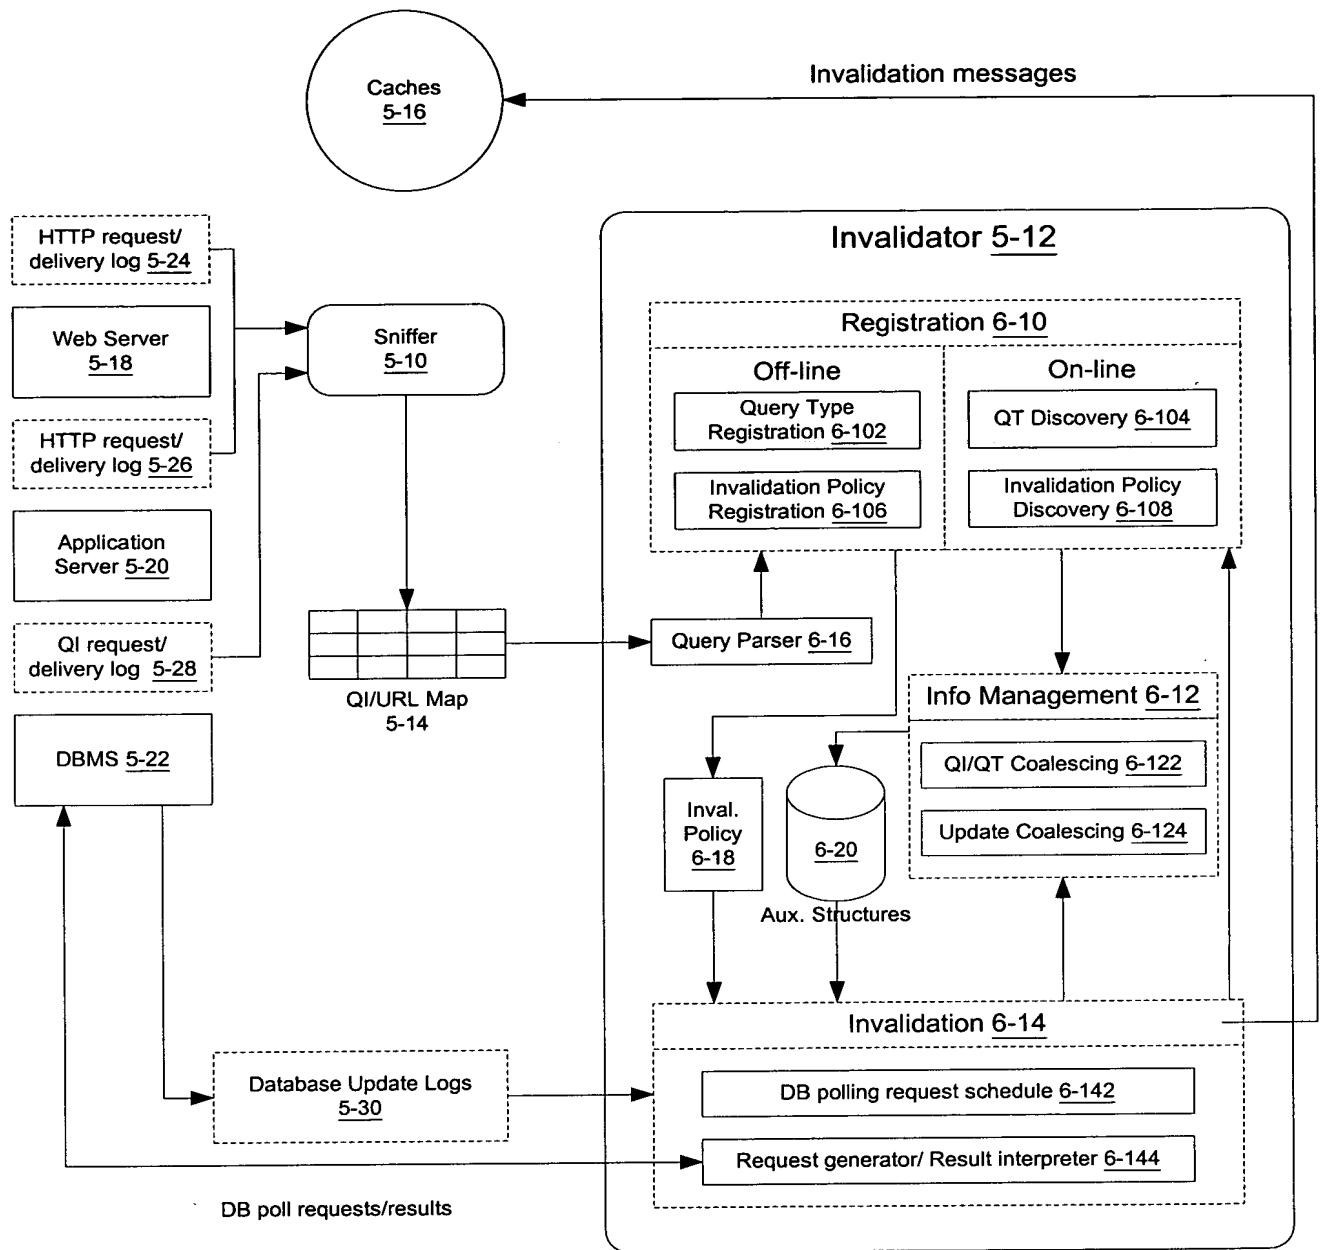 Invalidation messages
Caches
5-16
HTTP request/
delivery log 5-24
Web Server
5-18
HTTP request/
delivery log 5-26
Application
Server 5-20
QI request/
delivery log 5-28
DBMS 5-22
Sniffer
5-10
QI/URL Map
5-14
Invalidator 5-12
Registration 6-10
Off-line
Query Type
Registration 6-102
Invalidation Policy
Registration 6-106
On-line
QT Discovery 6-104
Invalidation Policy
Discovery 6-108
Query Parser 6-16
Info Management 6-12
QI/QT Coalescing 6-122
Update Coalescing 6-124
Inval.
Policy
6-18
6-20
Aux. Structures
Invalidation 6-14
DB polling request schedule 6-142
Request generator/ Result interpreter 6-144
Database Update Logs
5-30
DB poll requests/results